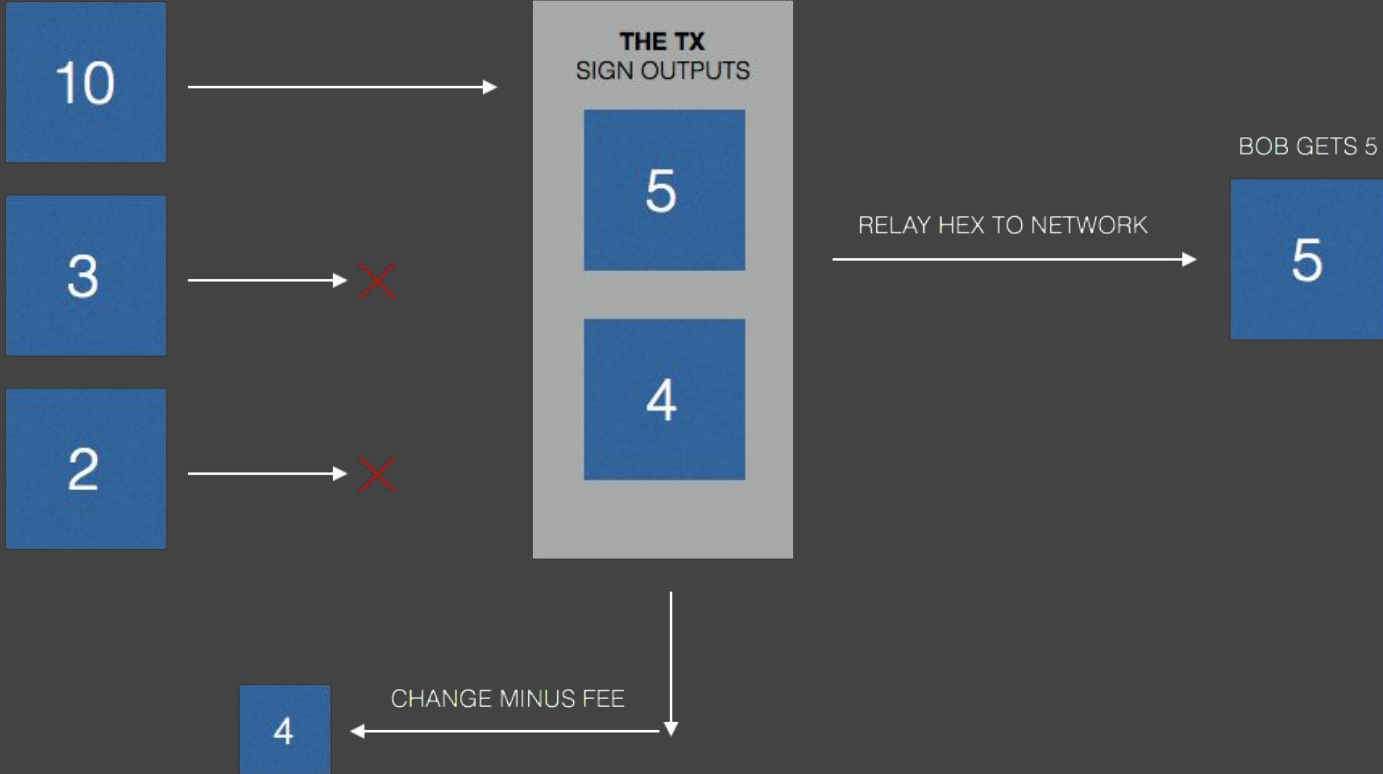 10
3
2
THE TX
SIGN OUTPUTS
5
4
RELAY HEX TO NETWORK
BOB GETS 5
5
CHANGE MINUS FEE
4